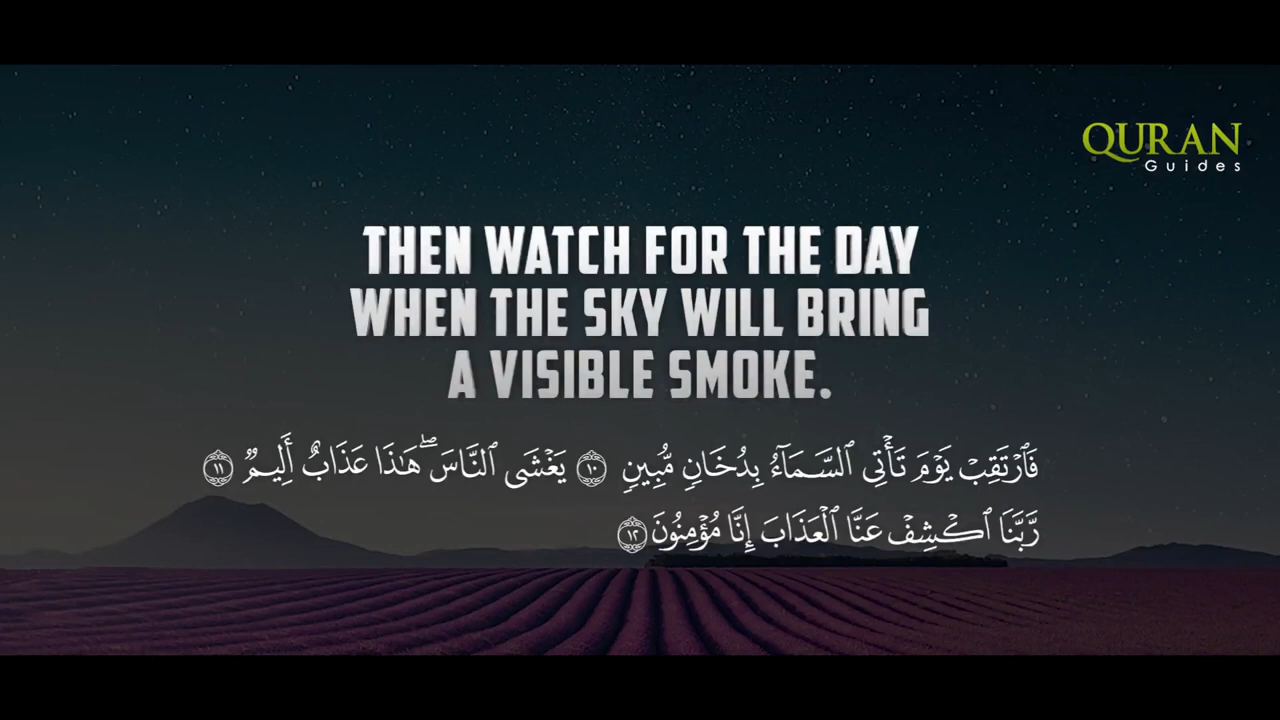 QURAN
Guides
THEN WATCH FOR THE DAY
WHEN THE SKY WILL BRING
A VISIBLE SMOKE.
فَٱرْتَقِبْ يَوْمَ تَأْتِى ٱلسَّمَآءُ بِدُخَانٍ مُّبِينٍ ١٠ يَغْشَى ٱلنَّاسَ ۖ هَـٰذَا عَذَابٌ أَلِيمٌ ١١
رَّبَّنَا ٱكْشِفْ عَنَّا ٱلْعَذَابَ إِنَّا مُؤْمِنُونَ ١٢